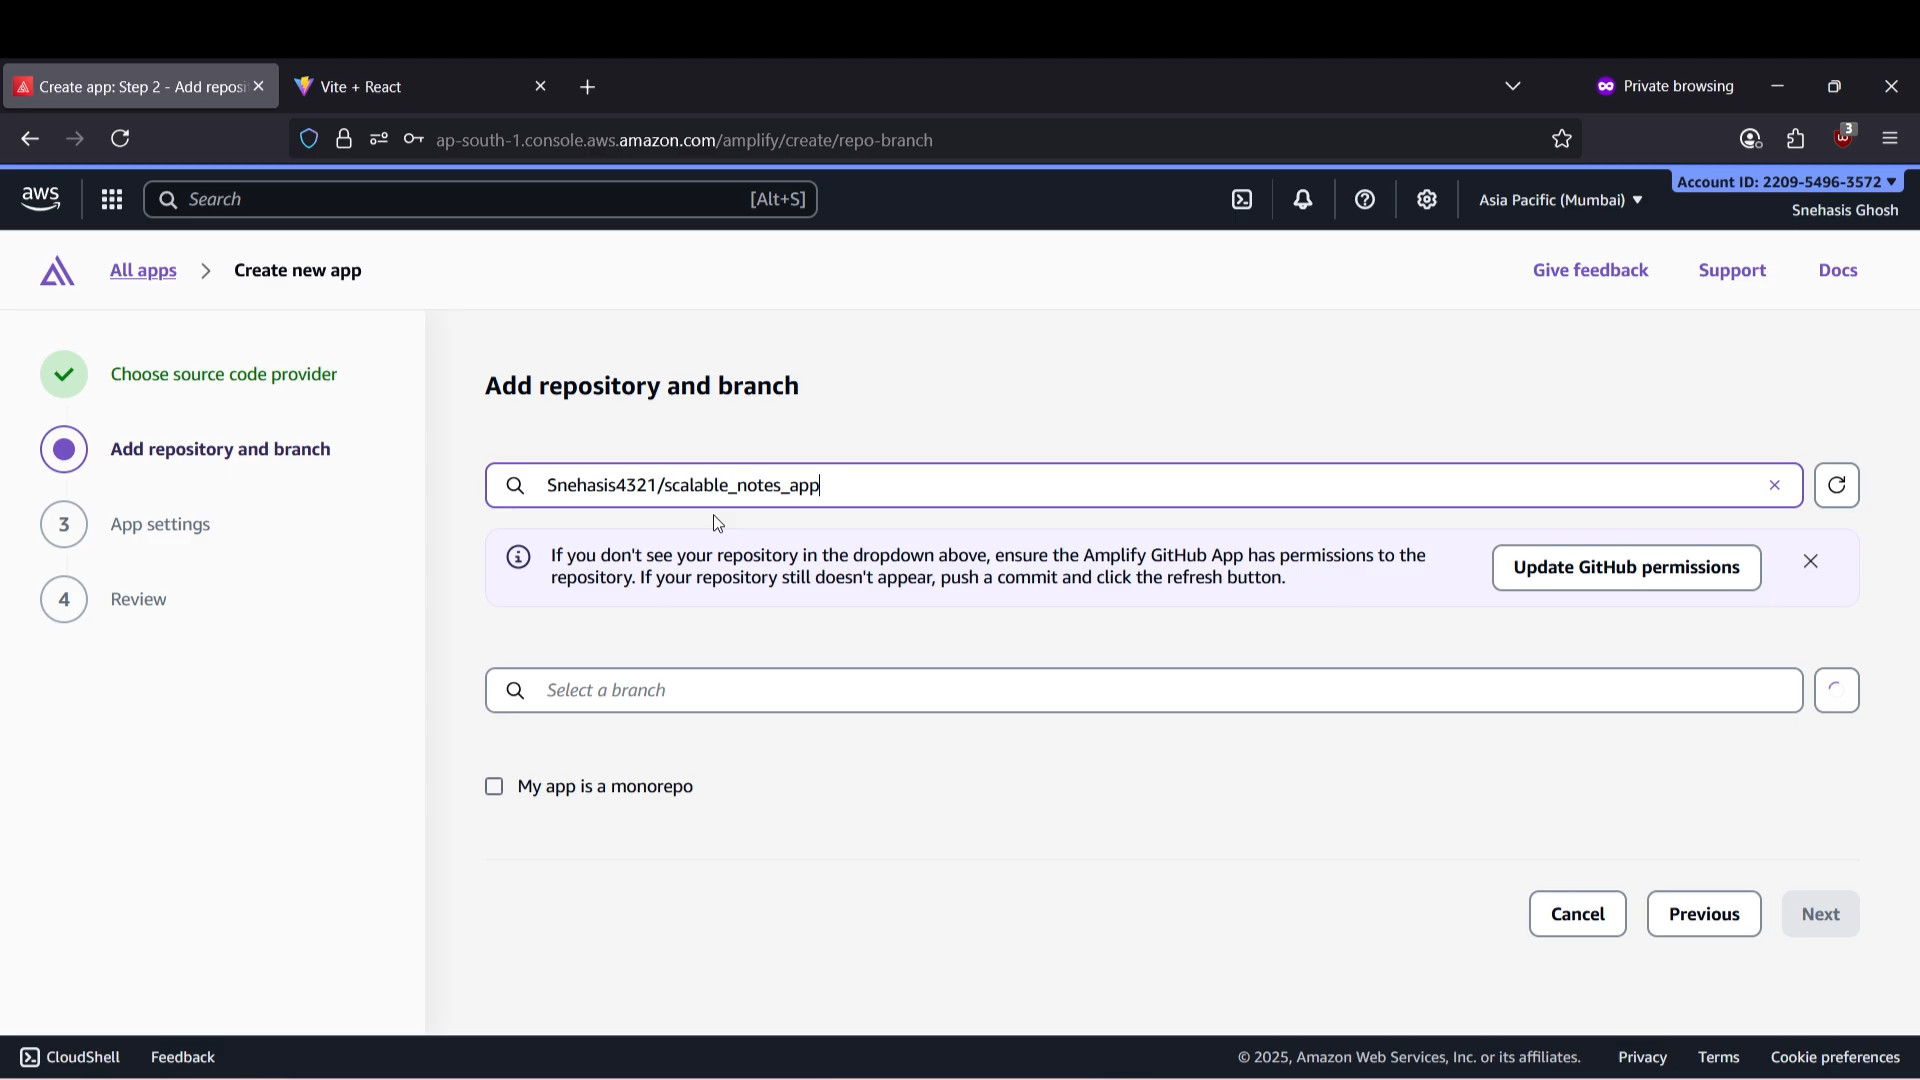 Create app: Step 2 - Add reposi
Vite + React
Private browsing
ap-south-1.console.aws.amazon.com/amplify/create/repo-branch
3
aws
Search
[Alt+S]
Asia Pacific (Mumbai)
Account ID: 2209-5496-3572
Snehasis Ghosh
All apps
Create new app
Give feedback
Support
Docs
Choose source code provider
Add repository and branch
3
App settings
4
Review
Add repository and branch
Snehasis4321/scalable_notes_app
If you don't see your repository in the dropdown above, ensure the Amplify GitHub App has permissions to the
repository. If your repository still doesn't appear, push a commit and click the refresh button.
Update GitHub permissions
Select a branch
My app is a monorepo
Cancel
Previous
Next
CloudShell
Feedback
© 2025, Amazon Web Services, Inc. or its affiliates.
Privacy
Terms
Cookie preferences